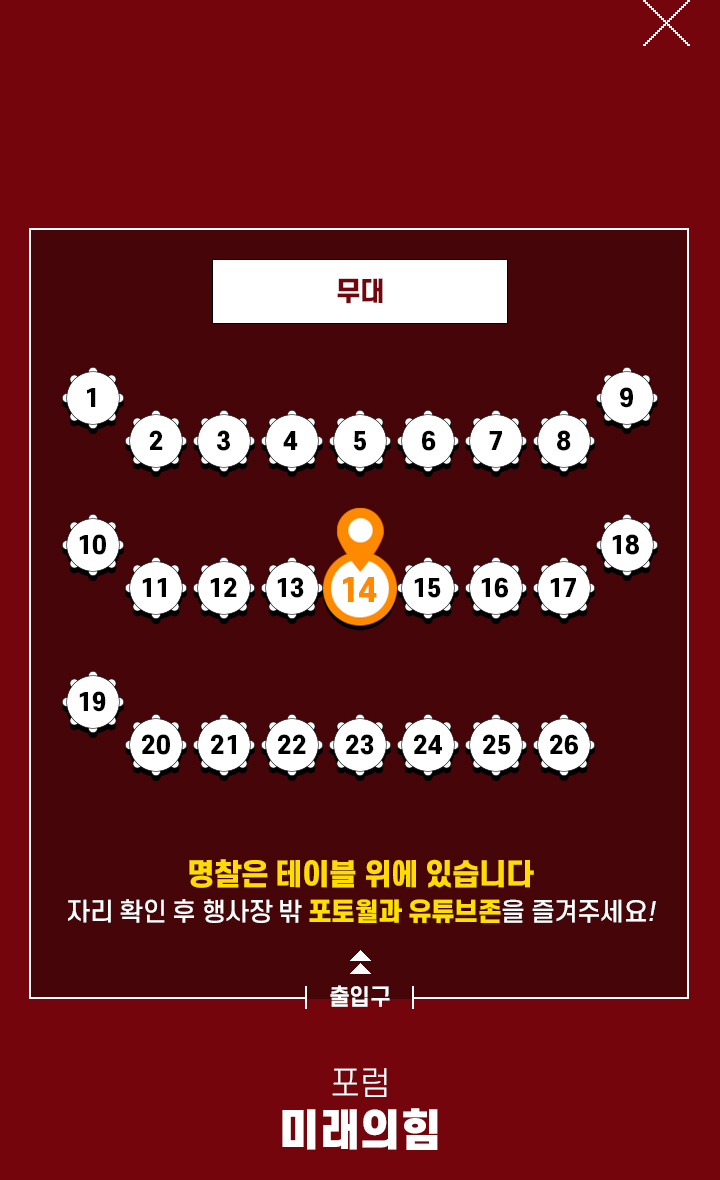 무대
1 9
2 3 4 5 6 7 8
10 18
11 12 13 14 15 16 17
19
20 21 22 23 24 25 26
명찰은 테이블 위에 있습니다
자리 확인 후 행사장 밖 포토월과 유튜브존을 즐겨주세요!
출입구
포럼
미래의힘